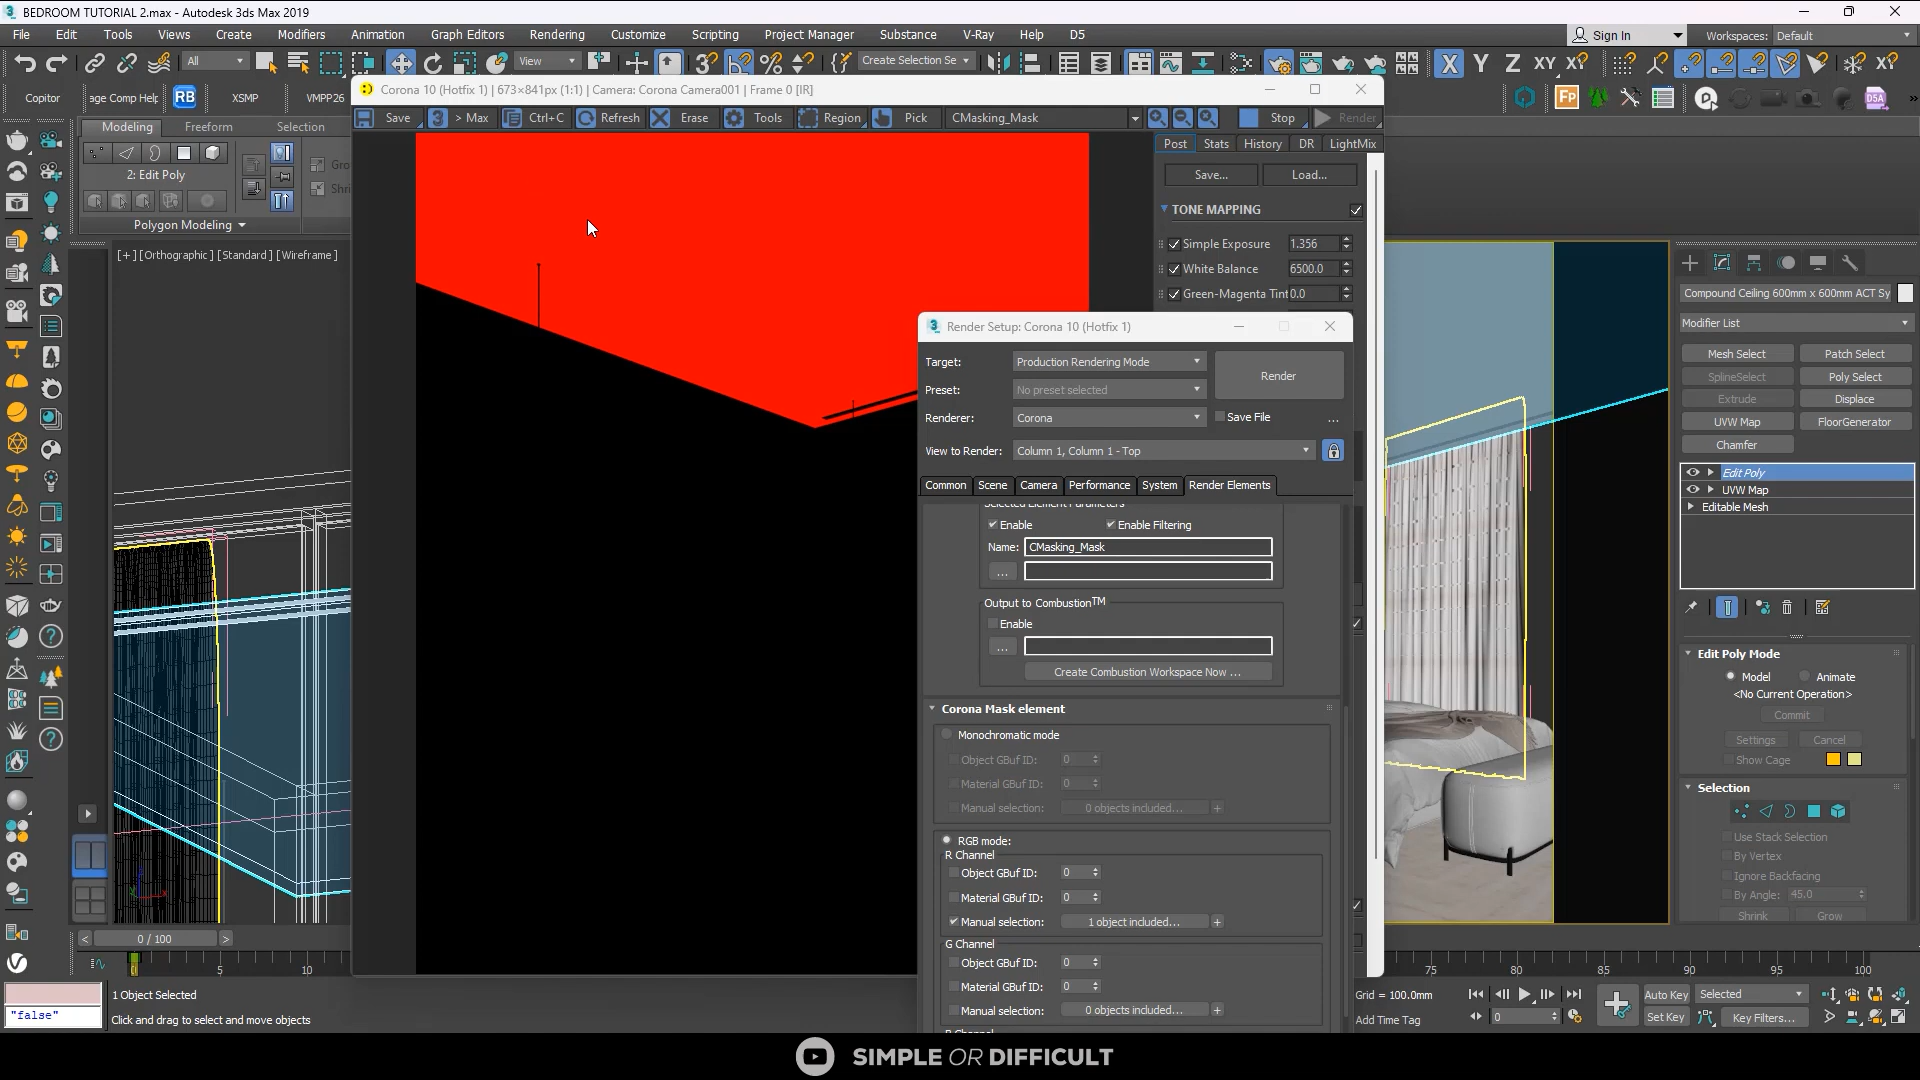 BEDROOM TUTORIAL 2.max - Autodesk 3ds Max 2019
File Edit Tools Views Create Modifiers Animation Graph Editors Rendering Customize Scripting Project Manager Substance V-Ray Help D5
Sign In Workspaces: Default
All View Create Selection Se X Y Z XY XY
Copitor age Comp Help RB XSMP VMPP26
Corona 10 (Hotfix 1) | 673×841px (1:1) | Camera: Corona Camera001 | Frame 0 [IR]
Save > Max Ctrl+C Refresh Erase Tools Region Pick CMasking_Mask Stop Render
Modeling Freeform Selection
2: Edit Poly
Polygon Modeling
[+] [Orthographic ] [Standard ] [Wireframe ]
Post Stats History DR LightMix
Save... Load...
TONE MAPPING
Simple Exposure 1.356
White Balance 6500.0
Green-Magenta Tint 0.0
Render Setup: Corona 10 (Hotfix 1)
Target: Production Rendering Mode
Render
Preset: No preset selected
Renderer: Corona Save File ...
View to Render: Column 1, Column 1 - Top
Common Scene Camera Performance System Render Elements
Selected Element Parameters
Enable Enable Filtering
Name: CMasking_Mask
...
Output to Combustion™
Enable
...
Create Combustion Workspace Now ...
Corona Mask element
Monochromatic mode
Object GBuf ID: 0
Material GBuf ID: 0
Manual selection: 0 objects included... +
RGB mode:
R Channel
Object GBuf ID: 0
Material GBuf ID: 0
Manual selection: 1 object included... +
G Channel
Object GBuf ID: 0
Material GBuf ID: 0
Manual selection: 0 objects included... +
Compound Ceiling 600mm x 600mm ACT Sy
Modifier List
Mesh Select Patch Select
SplineSelect Poly Select
Extrude Displace
UVW Map FloorGenerator
Chamfer
Edit Poly
UVW Map
Editable Mesh
Edit Poly Mode
Model Animate
<No Current Operation>
Commit
Settings Cancel
Show Cage
Selection
Use Stack Selection
By Vertex
Ignore Backfacing
By Angle: 45.0
Shrink Grow
< 0 / 100 >
0 5 10 75 80 85 90 95 100
1 Object Selected
"false"
Click and drag to select and move objects
Grid = 100.0mm
Add Time Tag
0
Auto Key Selected
Set Key Key Filters...
SIMPLE OR DIFFICULT